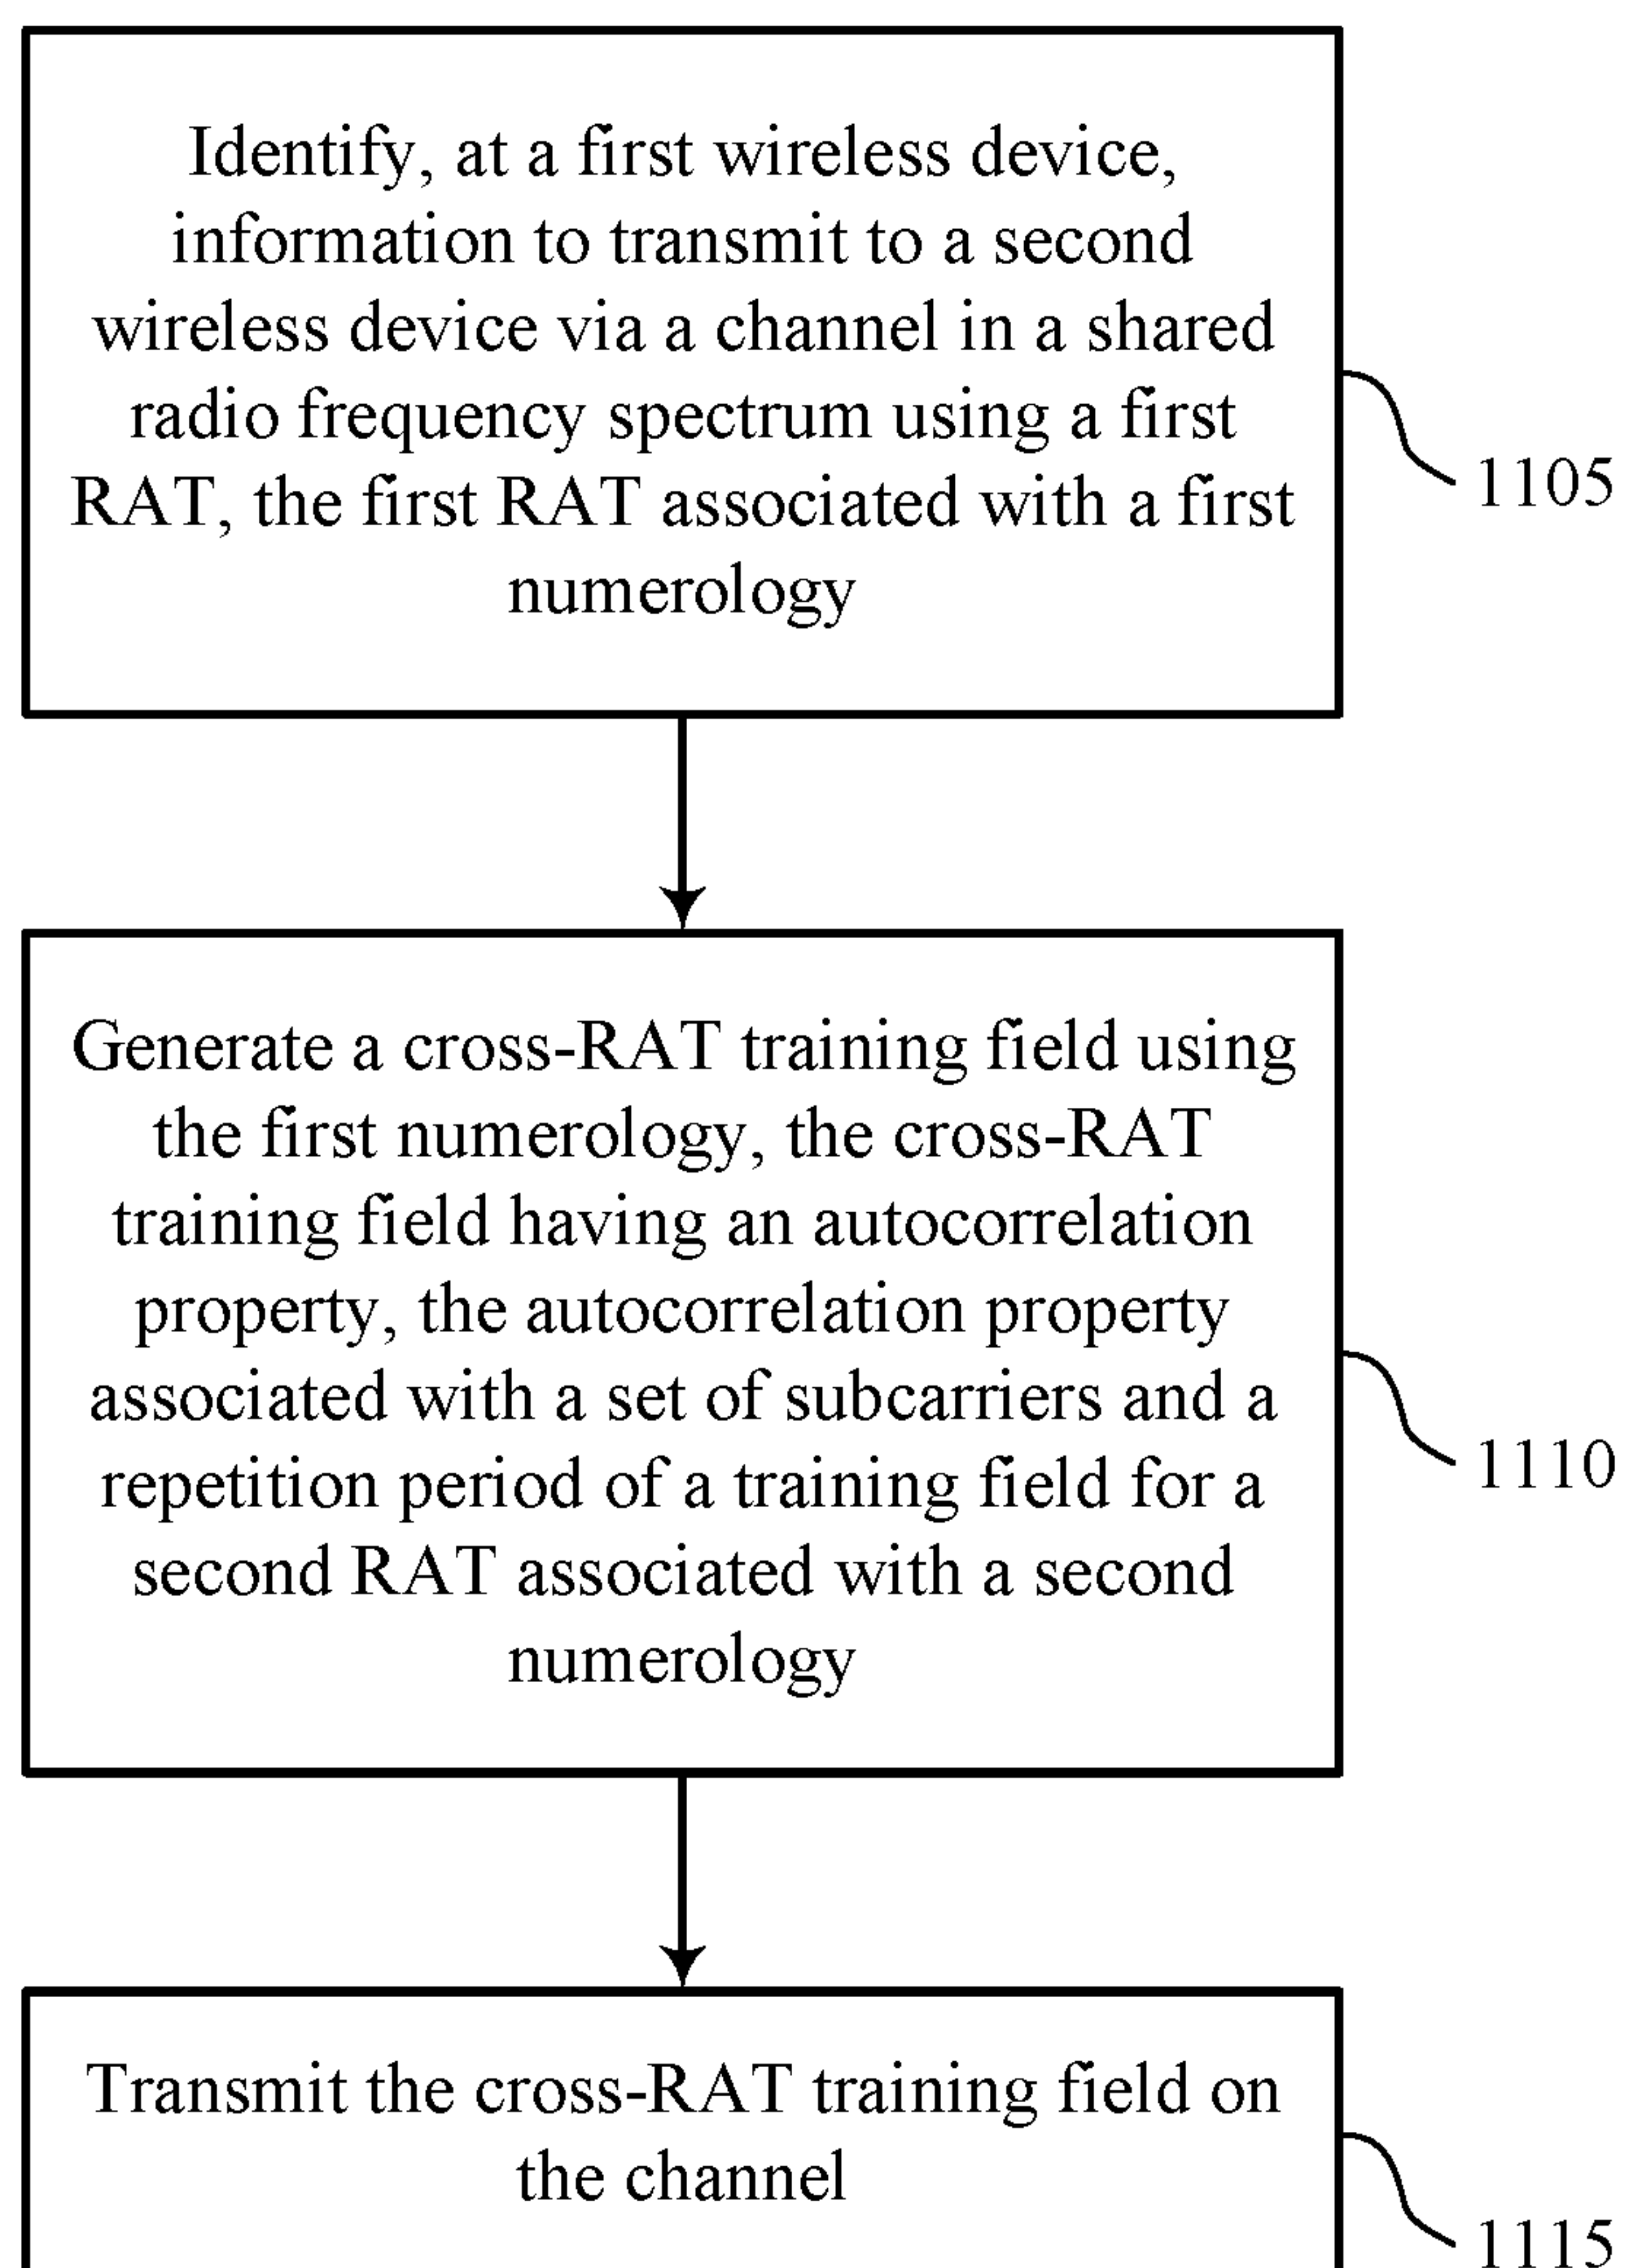 Identify, at a first wireless device,
information to transmit to a second
wireless device via a channel in a shared
radio frequency spectrum using a first
RAT, the first RAT associated with a first
numerology
1105
Generate a cross-RAT training field using
the first numerology, the cross-RAT
training field having an autocorrelation
property, the autocorrelation property
associated with a set of subcarriers and a
repetition period of a training field for a
second RAT associated with a second
numerology
1110
Transmit the cross-RAT training field on
the channel
1115